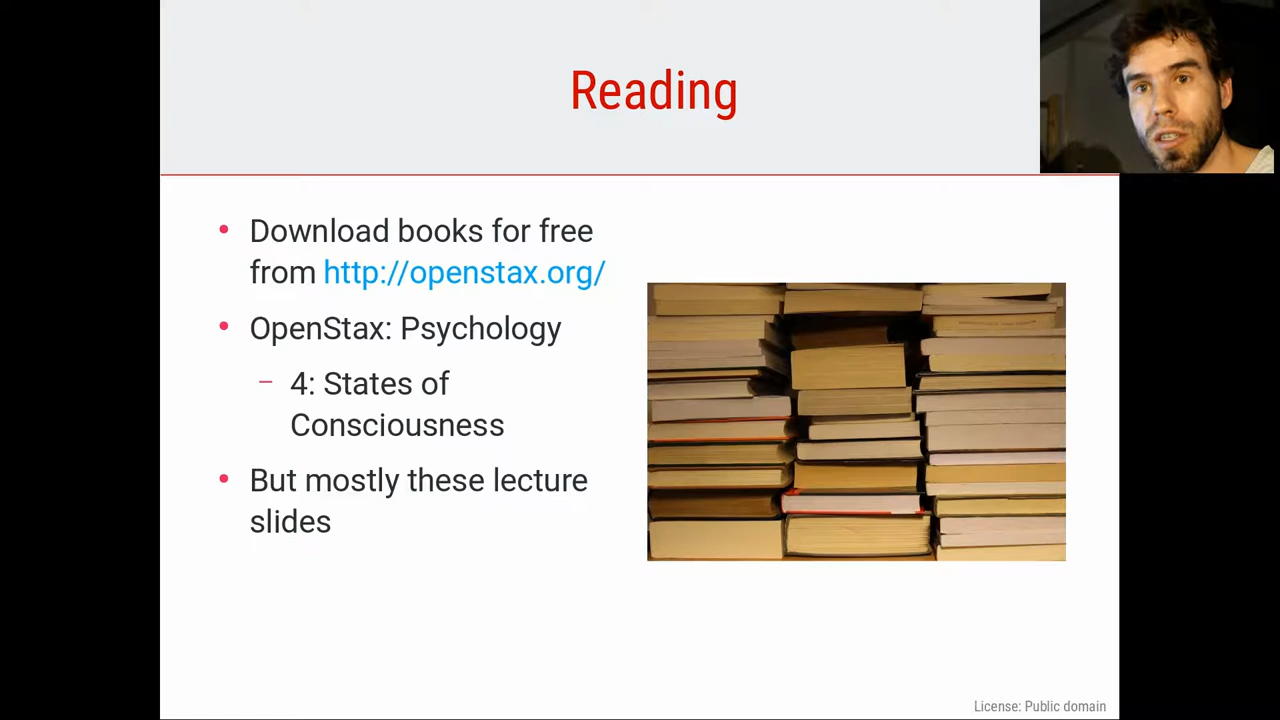 Reading
• Download books for free
from http://openstax.org/
• OpenStax: Psychology
– 4: States of
Consciousness
• But mostly these lecture
slides
License: Public domain